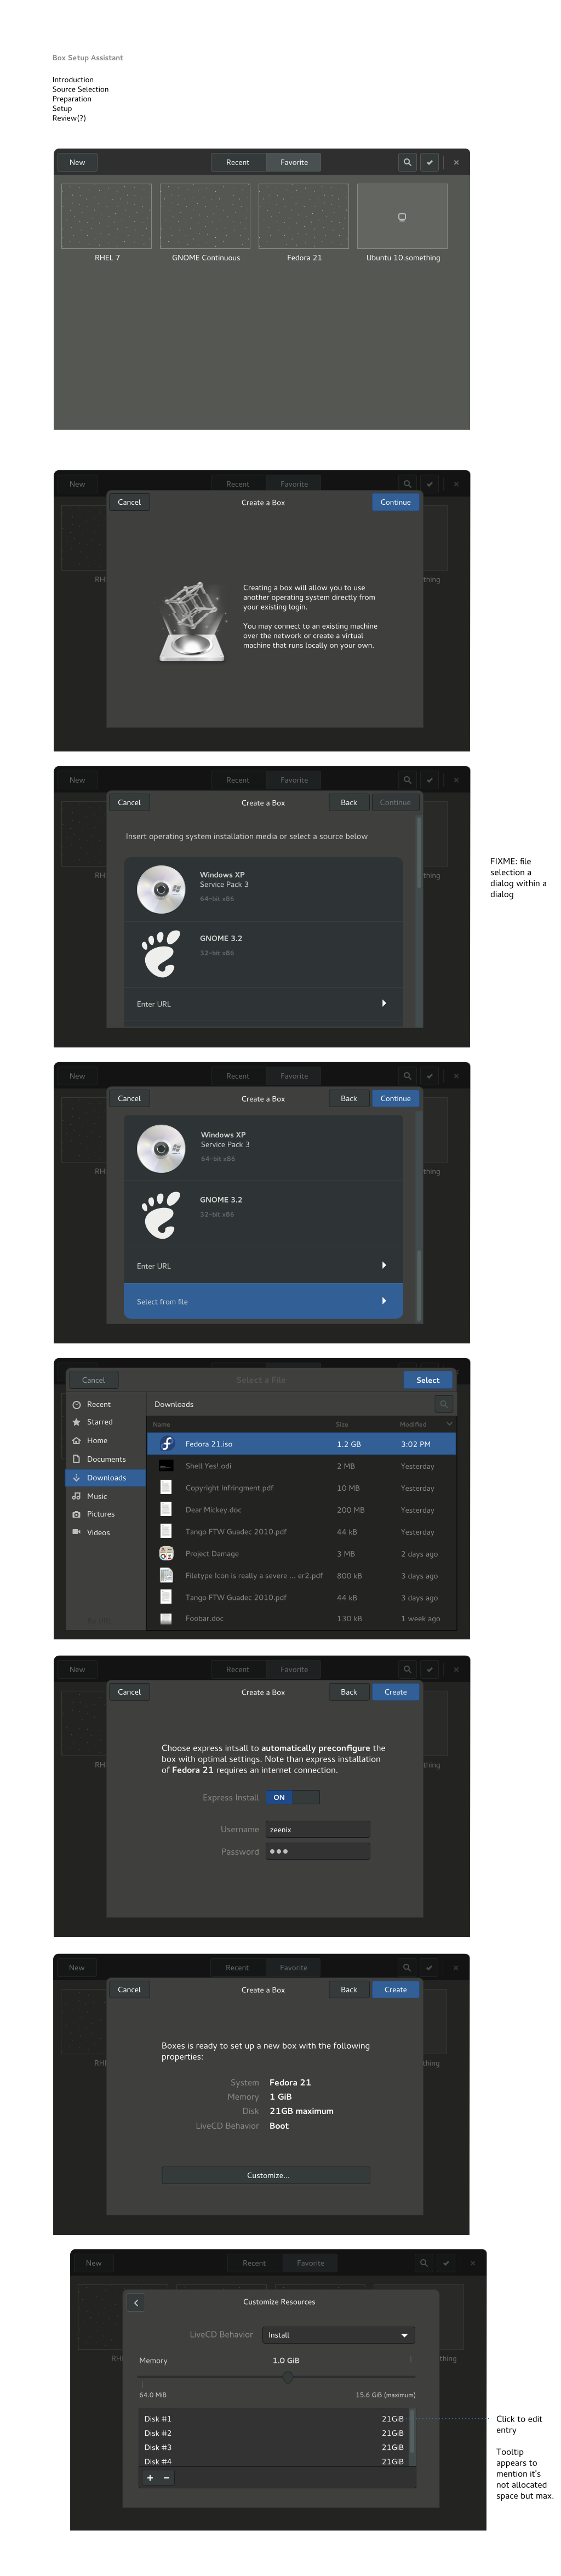 Box Setup Assistant
Introduction
Source Selection
Preparation
Setup
Review(?)
New
Recent
Favorite
RHEL 7
GNOME Continuous
Fedora 21
Ubuntu 10.something
New
Recent
Favorite
Cancel
Create a Box
Continue
RH
thing
Creating a box will allow you to use
another operating system directly from
your existing login.
You may connect to an existing machine
over the network or create a virtual
machine that runs locally on your own.
New
Recent
Favorite
Cancel
Create a Box
Back
Continue
Insert operating system installation media or select a source below
RH
thing
Windows XP
Service Pack 3
64-bit x86
GNOME 3.2
32-bit x86
Enter URL
FIXME: file
selection a
dialog within a
dialog
New
Recent
Favorite
Cancel
Create a Box
Back
Continue
Windows XP
Service Pack 3
64-bit x86
RH
thing
GNOME 3.2
32-bit x86
Enter URL
Select from file
Cancel
Select a File
Select
Recent
Starred
Home
Documents
Downloads
Music
Pictures
Videos
Downloads
Name Size Modified
Fedora 21.iso 1.2 GB 3:02 PM
Shell Yes!.odi 2 MB Yesterday
Copyright Infringment.pdf 10 MB Yesterday
Dear Mickey.doc 200 MB Yesterday
Tango FTW Guadec 2010.pdf 44 kB Yesterday
Project Damage 3 MB 2 days ago
Filetype Icon is really a severe ... er2.pdf 800 kB 3 days ago
Tango FTW Guadec 2010.pdf 44 kB 3 days ago
Foobar.doc 130 kB 1 week ago
New
Recent
Favorite
Cancel
Create a Box
Back
Create
Choose express intsall to automatically preconfigure the
box with optimal settings. Note than express installation
of Fedora 21 requires an internet connection.
RH
thing
Express Install ON
Username zeenix
Password
New
Recent
Favorite
Cancel
Create a Box
Back
Create
Boxes is ready to set up a new box with the following
properties:
RH
thing
System Fedora 21
Memory 1 GiB
Disk 21GB maximum
LiveCD Behavior Boot
Customize...
New
Recent
Favorite
Customize Resources
LiveCD Behavior Install
RH
thing
Memory 1.0 GiB
64.0 MiB 15.6 GiB (maximum)
Disk #1 21GiB
Disk #2 21GiB
Disk #3 21GiB
Disk #4 21GiB
Click to edit
entry
Tooltip
appears to
mention it's
not allocated
space but max.